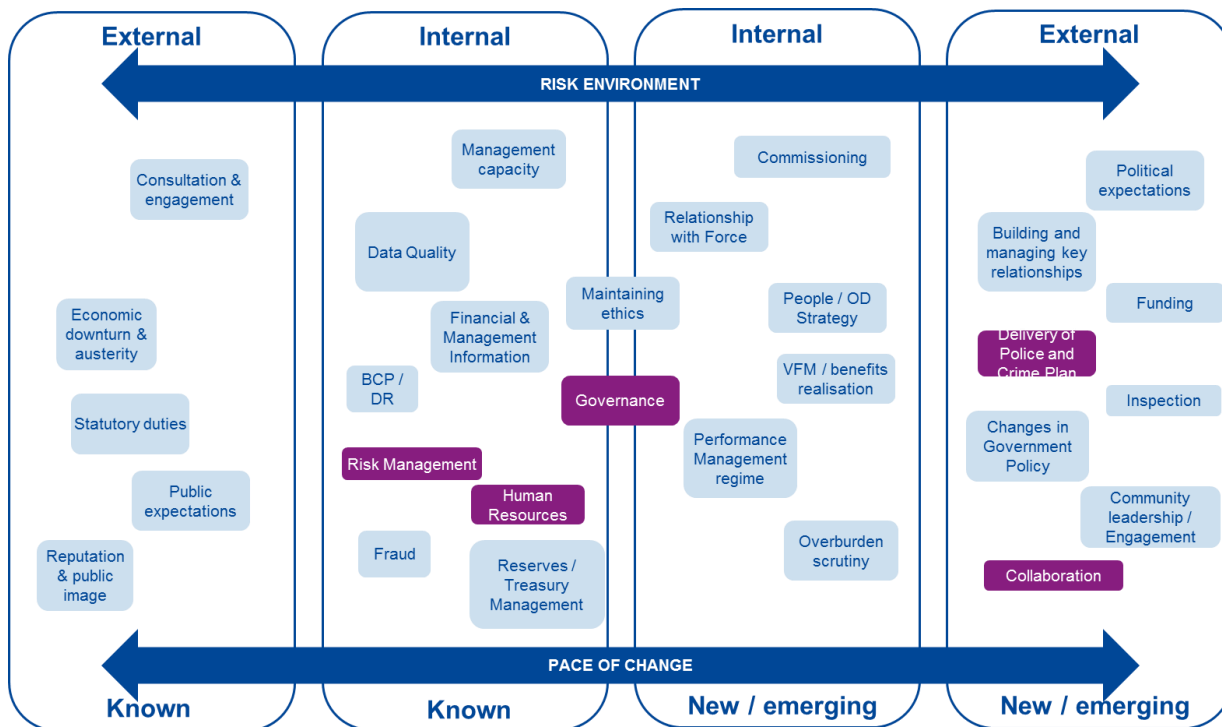 External
Internal
Internal
External
RISK ENVIRONMENT
Consultation &
engagement
Economic
downturn &
austerity
Statutory duties
Public
expectations
Reputation
& public
image
Management
capacity
Data Quality
Financial &
Management
Information
BCP /
DR
Risk Management
Human
Resources
Fraud
Reserves /
Treasury
Management
Maintaining
ethics
Governance
Commissioning
Relationship
with Force
People / OD
Strategy
VFM / benefits
realisation
Performance
Management
regime
Overburden
scrutiny
Political
expectations
Building and
managing key
relationships
Funding
Delivery of
Police and
Crime Plan
Inspection
Changes in
Government
Policy
Community
leadership /
Engagement
Collaboration
PACE OF CHANGE
Known
Known
New / emerging
New / emerging